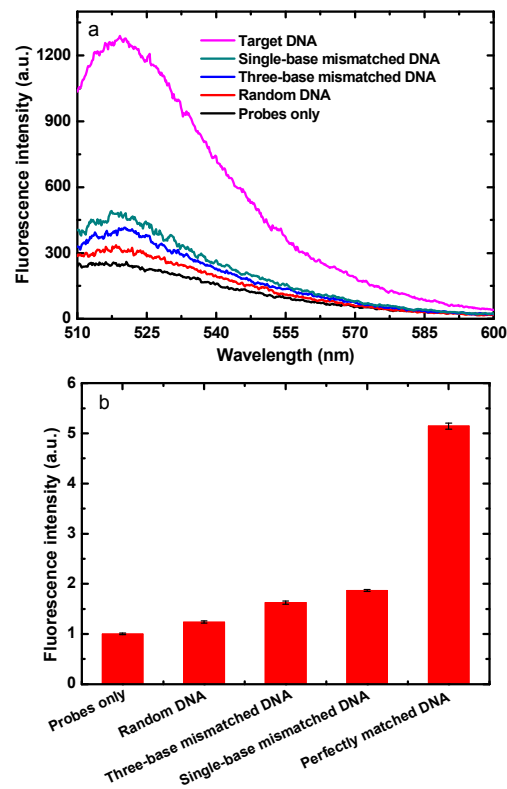 a
Target DNA
Single-base mismatched DNA
Three-base mismatched DNA
Random DNA
Probes only
Fluorescence intensity (a.u.)
1200
900
600
300
0
510 525 540 555 570 585 600
Wavelength (nm)
b
Fluorescence intensity (a.u.)
6
5
4
3
2
1
0
Probes only
Random DNA
Three-base mismatched DNA
Single-base mismatched DNA
Perfectly matched DNA